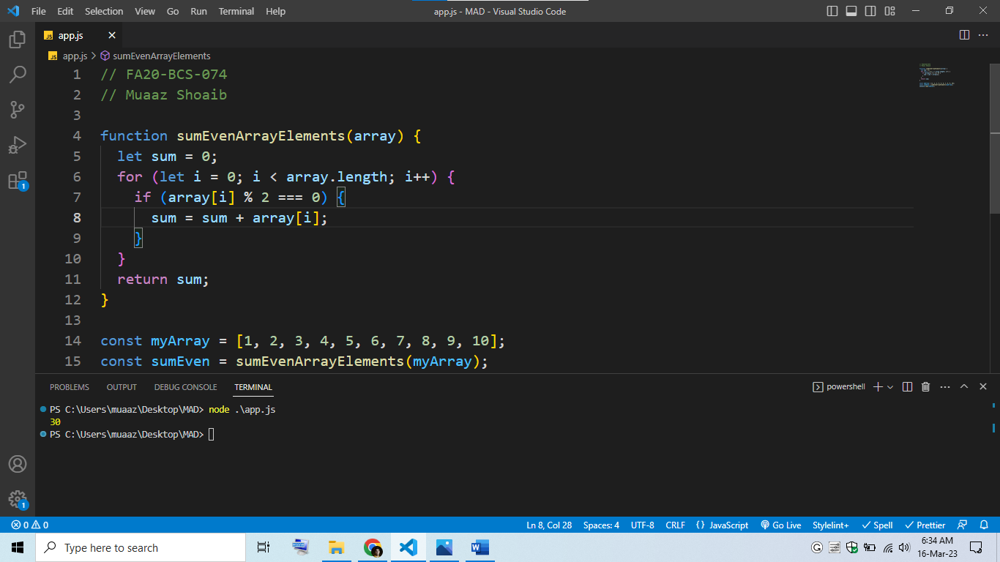 File Edit Selection View Go Run Terminal Help
app.js - MAD - Visual Studio Code
JS app.js
JS app.js > sumEvenArrayElements
1 // FA20-BCS-074
2 // Muaaz Shoaib
3
4 function sumEvenArrayElements(array) {
5 let sum = 0;
6 for (let i = 0; i < array.length; i++) {
7 if (array[i] % 2 === 0) {
8 sum = sum + array[i];
9 }
10 }
11 return sum;
12 }
13
14 const myArray = [1, 2, 3, 4, 5, 6, 7, 8, 9, 10];
15 const sumEven = sumEvenArrayElements(myArray);
PROBLEMS OUTPUT DEBUG CONSOLE TERMINAL
powershell
PS C:\Users\muaaz\Desktop\MAD> node .\app.js
30
PS C:\Users\muaaz\Desktop\MAD>
1
1
0 0
Ln 8, Col 28 Spaces: 4 UTF-8 CRLF {} JavaScript Go Live Stylelint+ Spell Prettier
Type here to search
6:34 AM
16-Mar-23